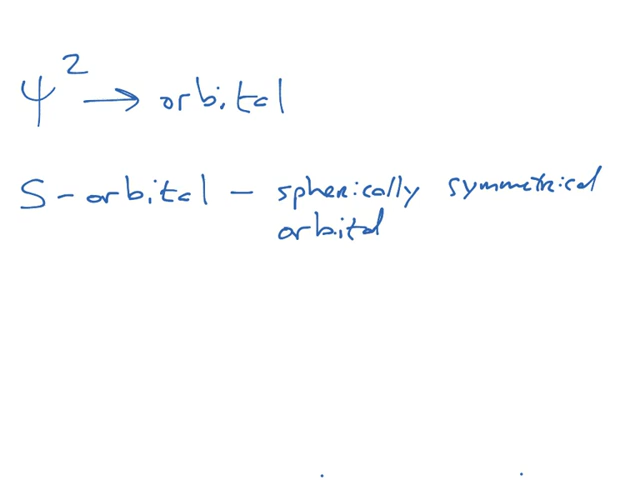 ψ² → orbital
S - orbital - spherically symmetrical
orbital